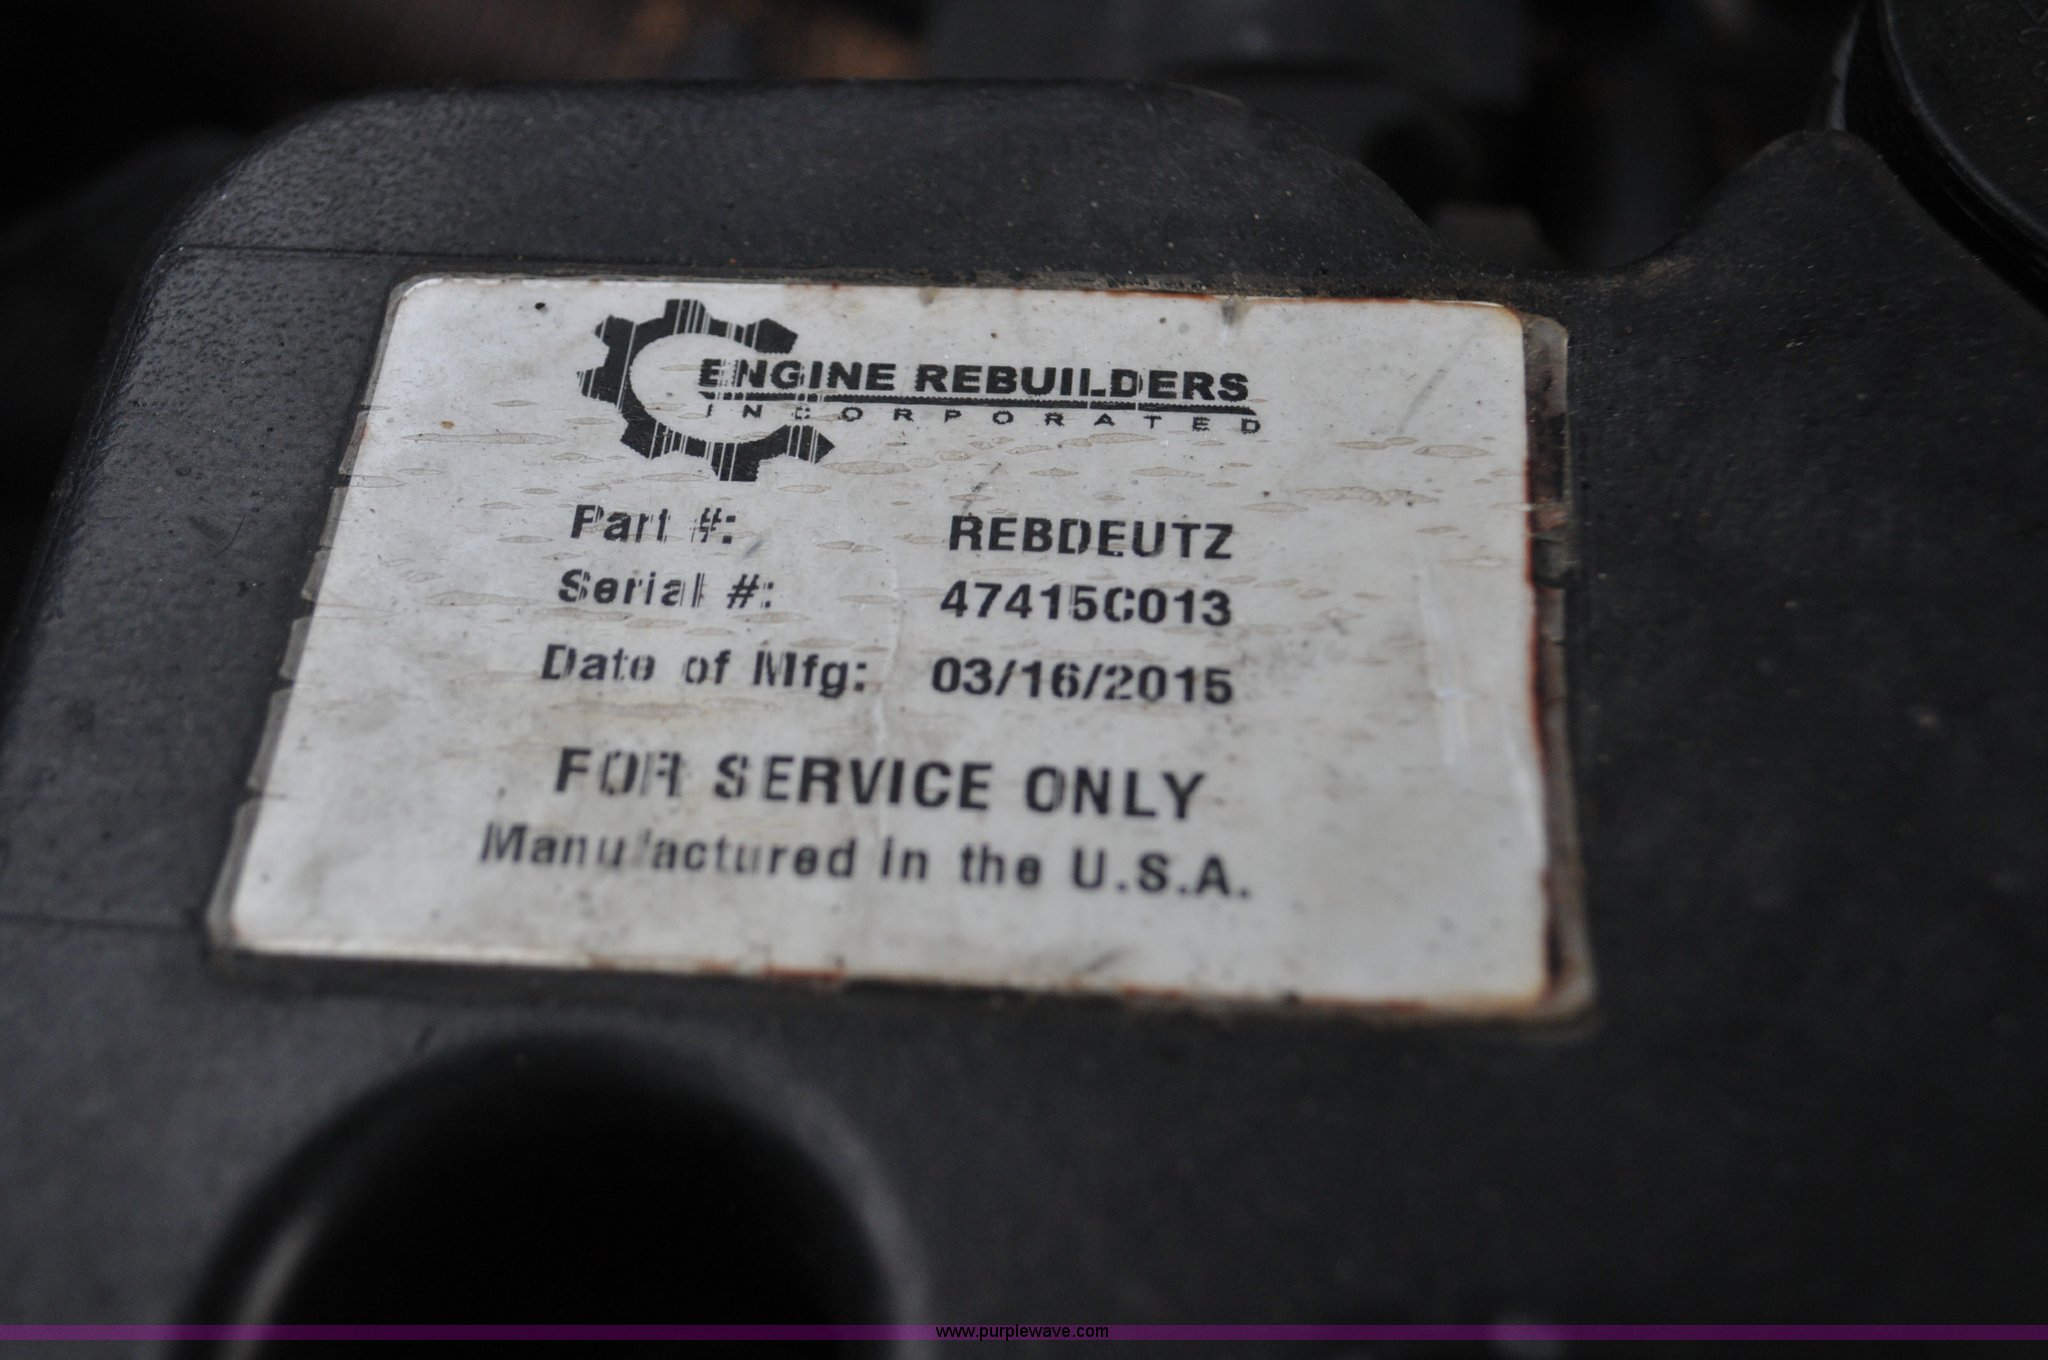 ENGINE REBUILDERS
INCORPORATED
Part #: REBDEUTZ
Serial #: 47415C013
Date of Mfg: 03/16/2015
FOR SERVICE ONLY
Manufactured in the U.S.A.
www.purplewave.com